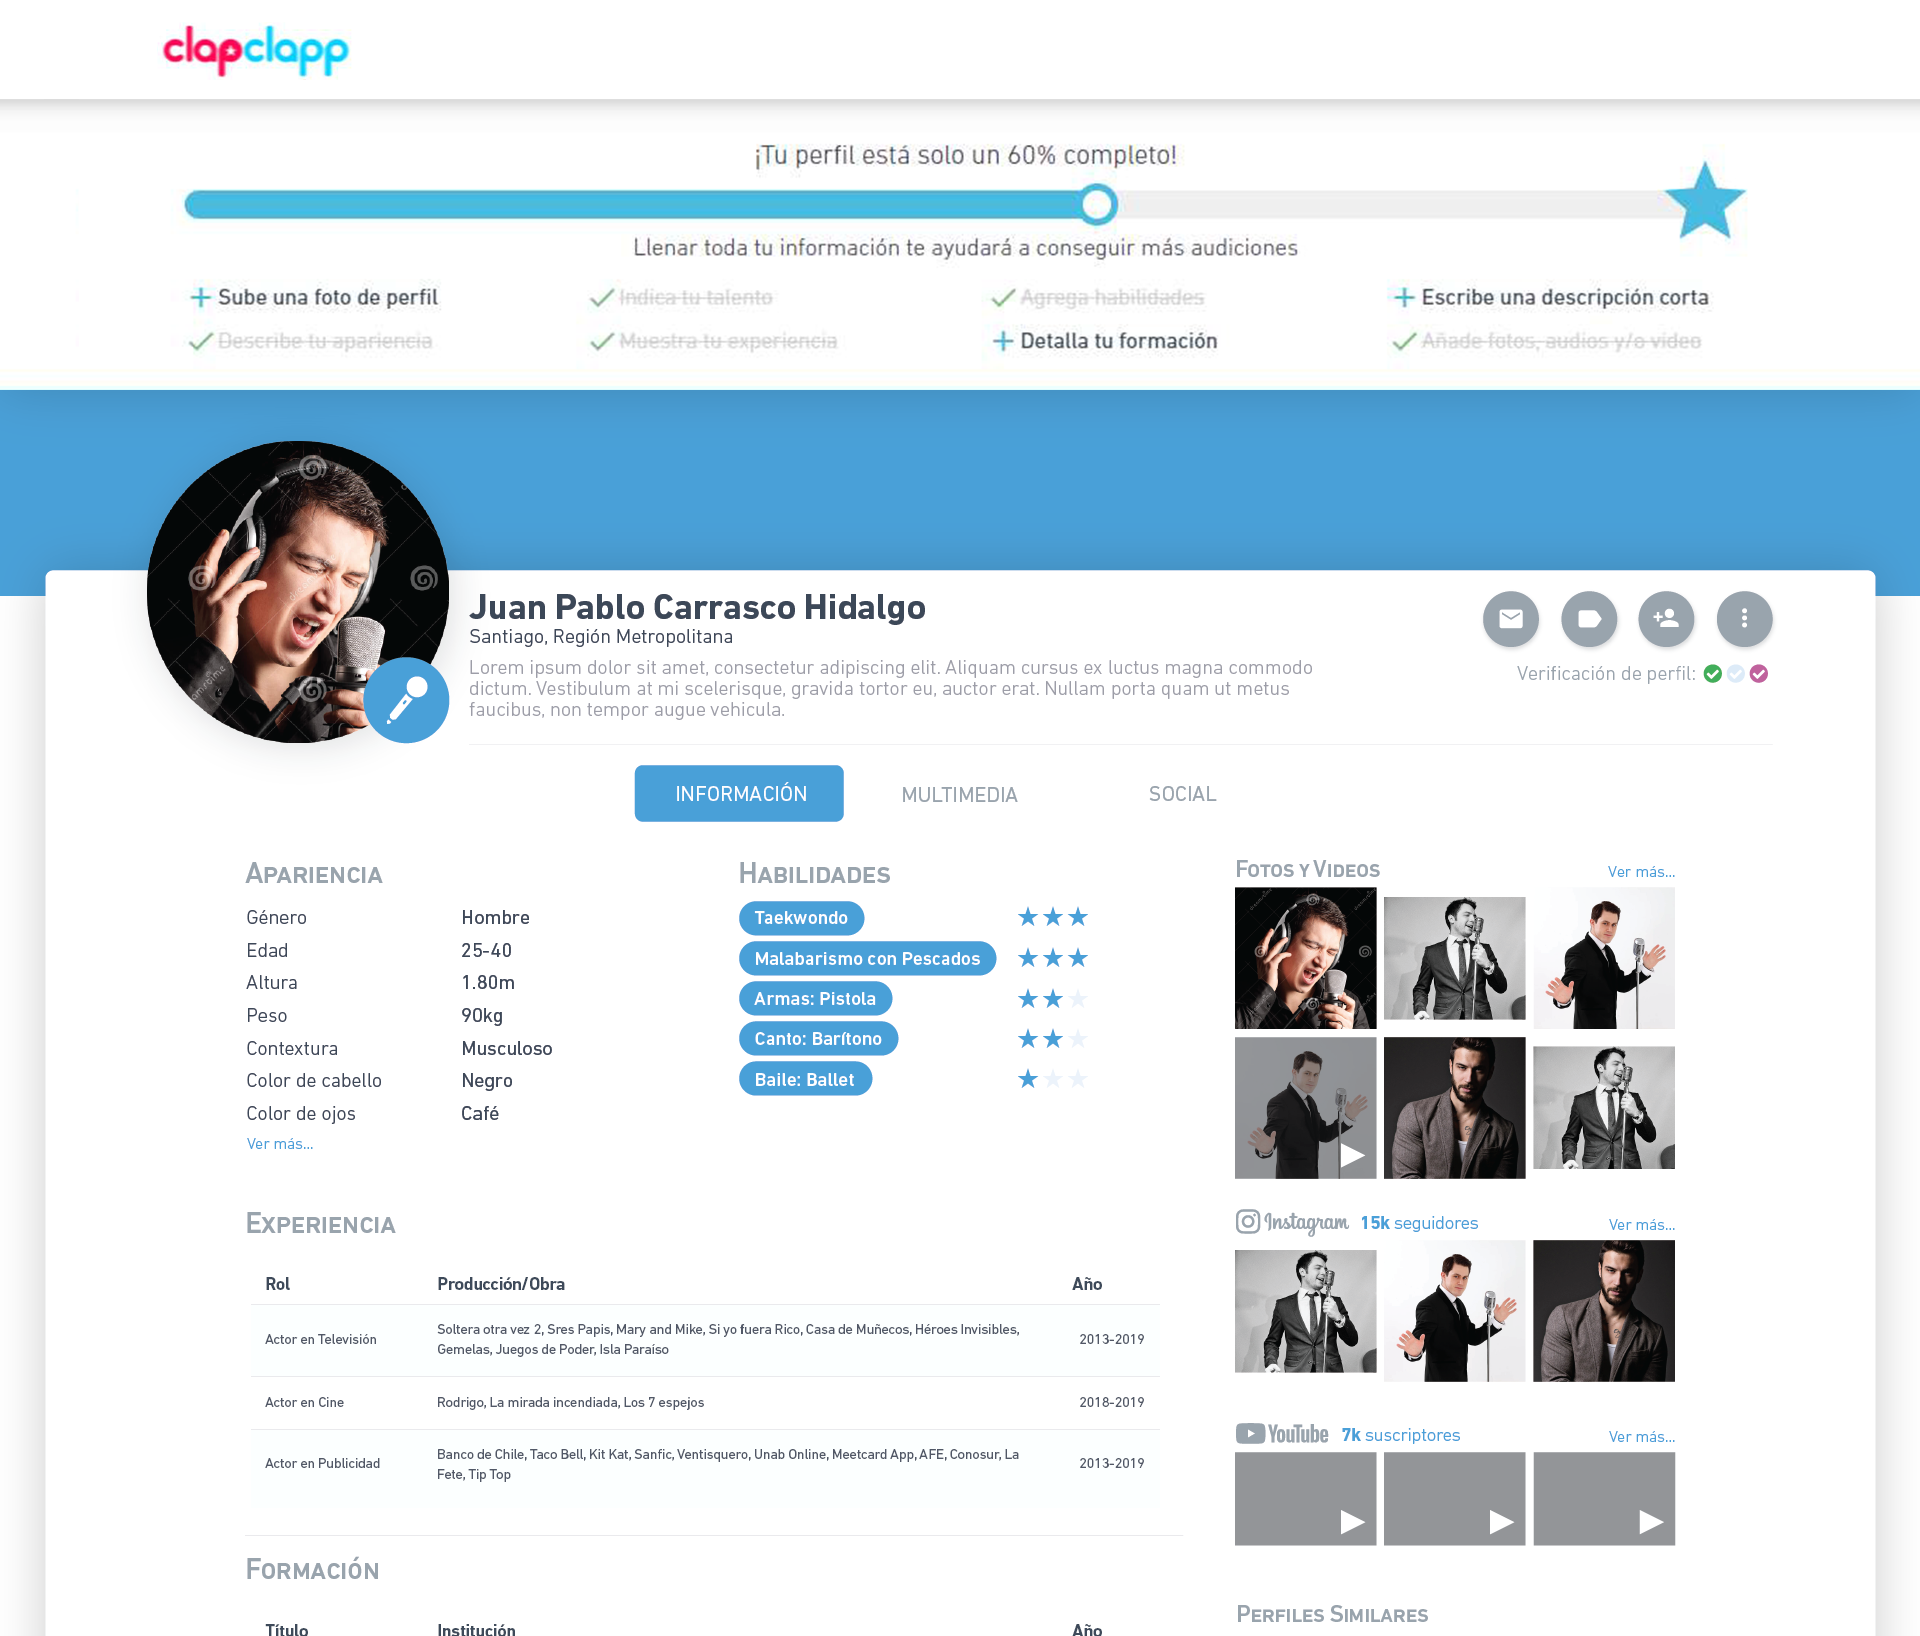 clapclapp
¡Tu perfil está solo un 60% completo!
Llenar toda tu información te ayudará a conseguir más audiciones
Sube una foto de perfil
Indica tu talento
Agrega habilidades
Escribe una descripción corta
Describe tu apariencia
Muestra tu experiencia
Detalla tu formación
Añade fotos, audios y/o video
Juan Pablo Carrasco Hidalgo
Santiago, Región Metropolitana
Lorem ipsum dolor sit amet, consectetur adipiscing elit. Aliquam cursus ex luctus magna commodo
dictum. Vestibulum at mi scelerisque, gravida tortor eu, auctor erat. Nullam porta quam ut metus
faucibus, non tempor augue vehicula.
Verificación de perfil:
INFORMACIÓN
MULTIMEDIA
SOCIAL
APARIENCIA
Género Hombre
Edad 25-40
Altura 1.80m
Peso 90kg
Contextura Musculoso
Color de cabello Negro
Color de ojos Café
Ver más...
HABILIDADES
Taekwondo
Malabarismo con Pescados
Armas: Pistola
Canto: Barítono
Baile: Ballet
FOTOS Y VIDEOS
Ver más...
Instagram 15k seguidores
Ver más...
YouTube 7k suscriptores
Ver más...
EXPERIENCIA
Rol Producción/Obra Año
Actor en Televisión
Soltera otra vez 2, Sres Papis, Mary and Mike, Si yo fuera Rico, Casa de Muñecos, Héroes Invisibles,
Gemelas, Juegos de Poder, Isla Paraíso
2013-2019
Actor en Cine Rodrigo, La mirada incendiada, Los 7 espejos 2018-2019
Actor en Publicidad
Banco de Chile, Taco Bell, Kit Kat, Sanfic, Ventisquero, Unab Online, Meetcard App, AFE, Conosur, La
Fete, Tip Top
2013-2019
FORMACIÓN
Título Institución Año
PERFILES SIMILARES